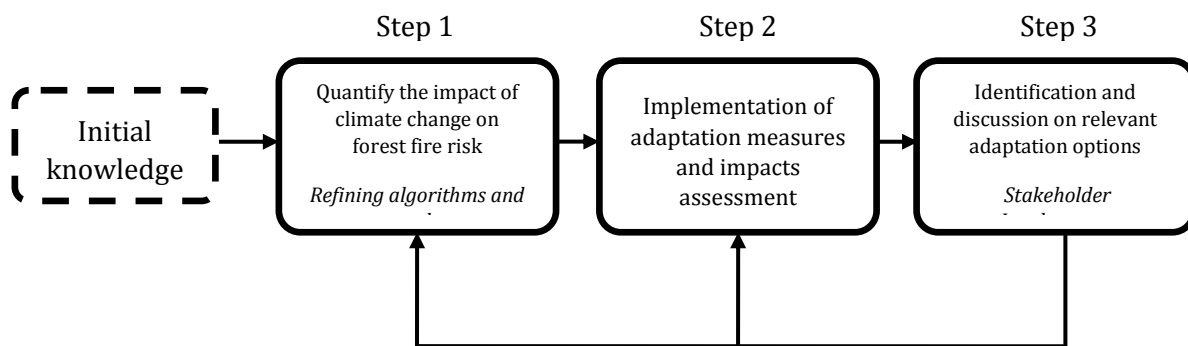 Step 1
Step 2
Step 3
Initial
knowledge
Quantify the impact of
climate change on
forest fire risk
Refining algorithms and
Implementation of
adaptation measures
and impacts
assessment
Identification and
discussion on relevant
adaptation options
Stakeholder